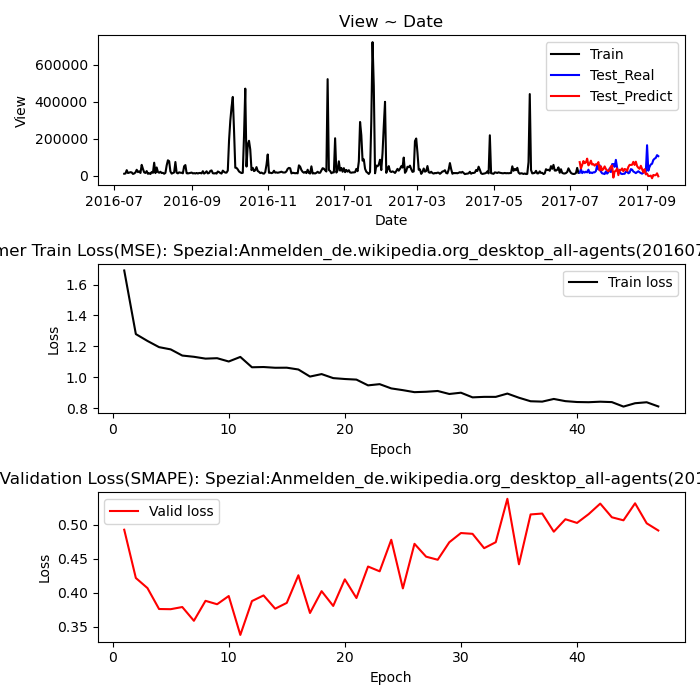 View ~ Date
600000
400000
200000
0
View
Train
Test_Real
Test_Predict
2016-07 2016-09 2016-11 2017-01 2017-03 2017-05 2017-07 2017-09
Date
mer Train Loss(MSE): Spezial:Anmelden_de.wikipedia.org_desktop_all-agents(201607
1.6
1.4
1.2
1.0
0.8
Loss
Train loss
0 10 20 30 40
Epoch
Validation Loss(SMAPE): Spezial:Anmelden_de.wikipedia.org_desktop_all-agents(201
0.50
0.45
0.40
0.35
Loss
Valid loss
0 10 20 30 40
Epoch